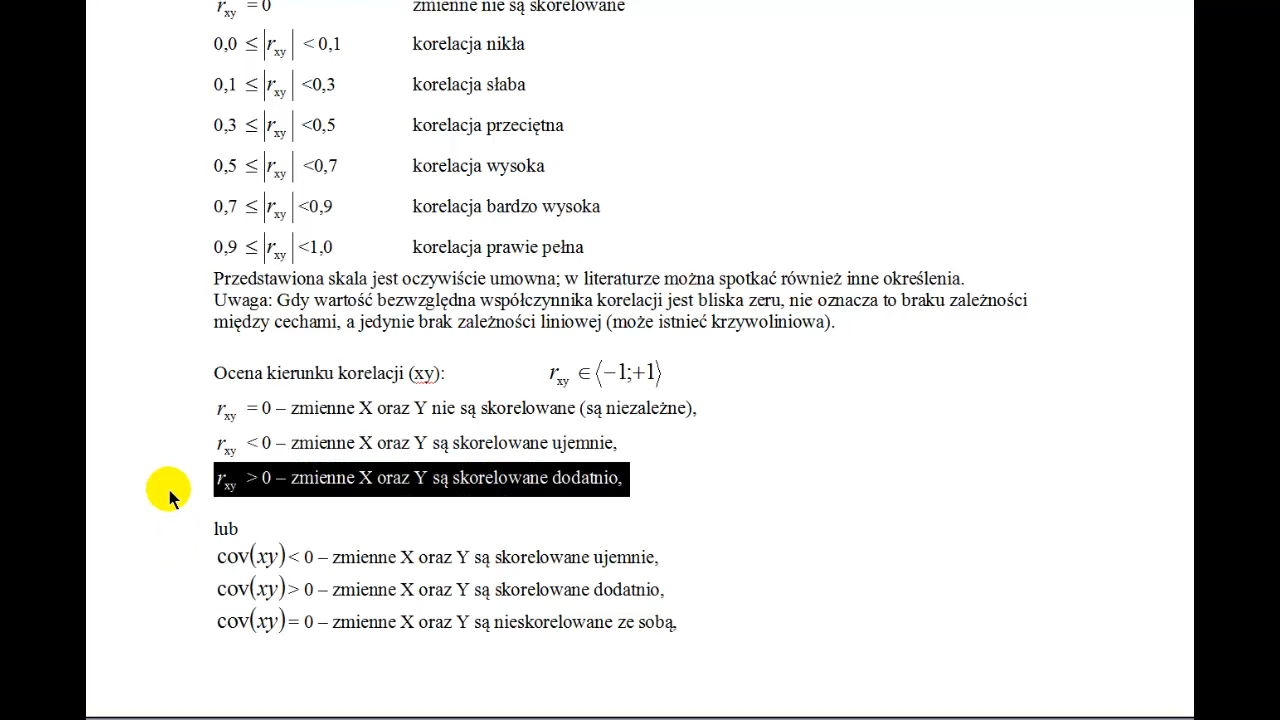 r_xy = 0 zmienne nie są skorelowane
0,0 ≤ |r_xy| < 0,1 korelacja nikła
0,1 ≤ |r_xy| <0,3 korelacja słaba
0,3 ≤ |r_xy| <0,5 korelacja przeciętna
0,5 ≤ |r_xy| <0,7 korelacja wysoka
0,7 ≤ |r_xy| <0,9 korelacja bardzo wysoka
0,9 ≤ |r_xy| <1,0 korelacja prawie pełna
Przedstawiona skala jest oczywiście umowna; w literaturze można spotkać również inne określenia.
Uwaga: Gdy wartość bezwzględna współczynnika korelacji jest bliska zeru, nie oznacza to braku zależności
między cechami, a jedynie brak zależności liniowej (może istnieć krzywoliniowa).
Ocena kierunku korelacji (xy): r_xy ∈ ⟨−1;+1⟩
r_xy = 0 – zmienne X oraz Y nie są skorelowane (są niezależne),
r_xy < 0 – zmienne X oraz Y są skorelowane ujemnie,
r_xy > 0 – zmienne X oraz Y są skorelowane dodatnio,
lub
cov(xy) < 0 – zmienne X oraz Y są skorelowane ujemnie,
cov(xy) > 0 – zmienne X oraz Y są skorelowane dodatnio,
cov(xy) = 0 – zmienne X oraz Y są nieskorelowane ze sobą,